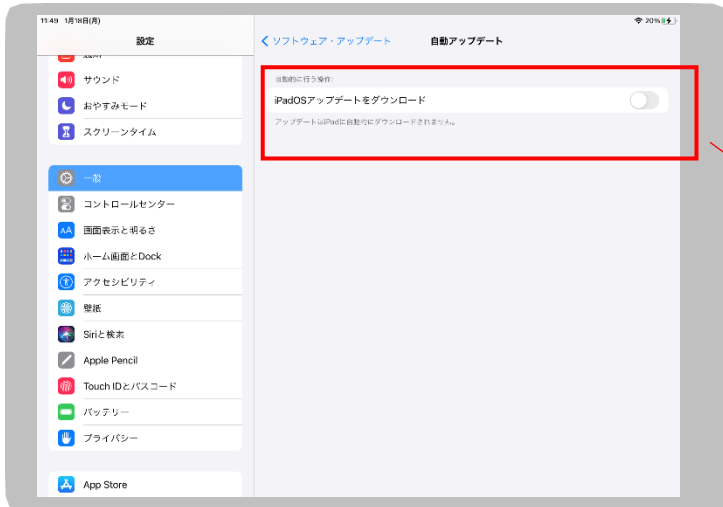 11:49 1月18日(月)
20%
設定
ソフトウェア・アップデート
自動アップデート
サウンド
おやすみモード
スクリーンタイム
一般
コントロールセンター
画面表示と明るさ
ホーム画面とDock
アクセシビリティ
壁紙
Siriと検索
Apple Pencil
Touch IDとパスコード
バッテリー
プライバシー
App Store
自動的に行う操作:
iPadOSアップデートをダウンロード
アップデートはiPadに自動的にダウンロードされません。